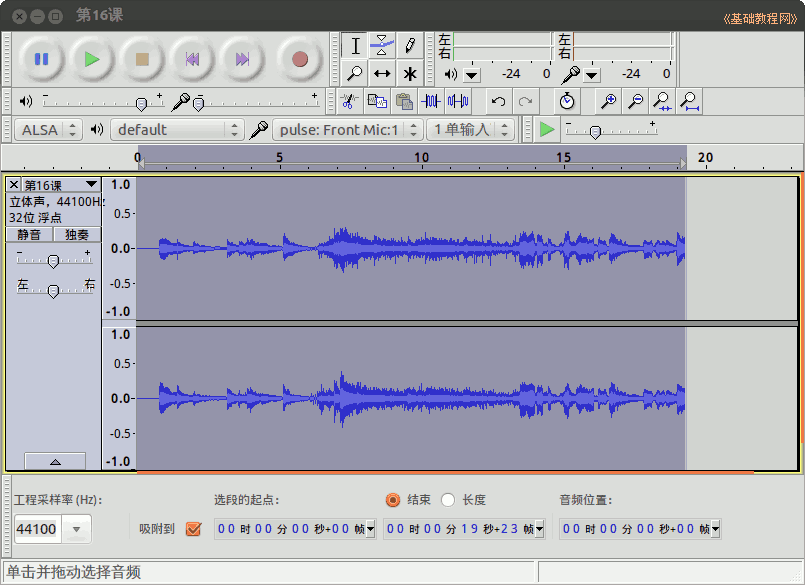 第16课
《基础教程网》
左 右 -24 0
左 右 -24 0
ALSA default pulse: Front Mic:1 1 单输入
0 5 10 15 20
第16课
立体声，44100Hz
32位 浮点
静音 独奏
- +
左 右
1.0
0.5-
0.0-
-0.5-
-1.0
1.0
0.5-
0.0-
-0.5-
-1.0
工程采样率 (Hz)： 选段的起点： 结束 长度 音频位置：
44100 吸附到 00 时 00 分 00 秒+00 帧 00 时 00 分 19 秒+23 帧 00 时 00 分 00 秒+00 帧
单击并拖动选择音频